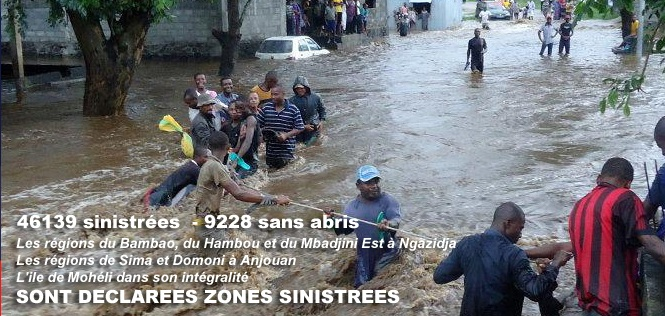 46139 sinistrées - 9228 sans abris
Les régions du Bambao, du Hambou et du Mbadjini Est à Ngazidja
Les régions de Sima et Domoni à Anjouan
L'île de Mohéli dans son intégralité
SONT DECLAREES ZONES SINISTREES